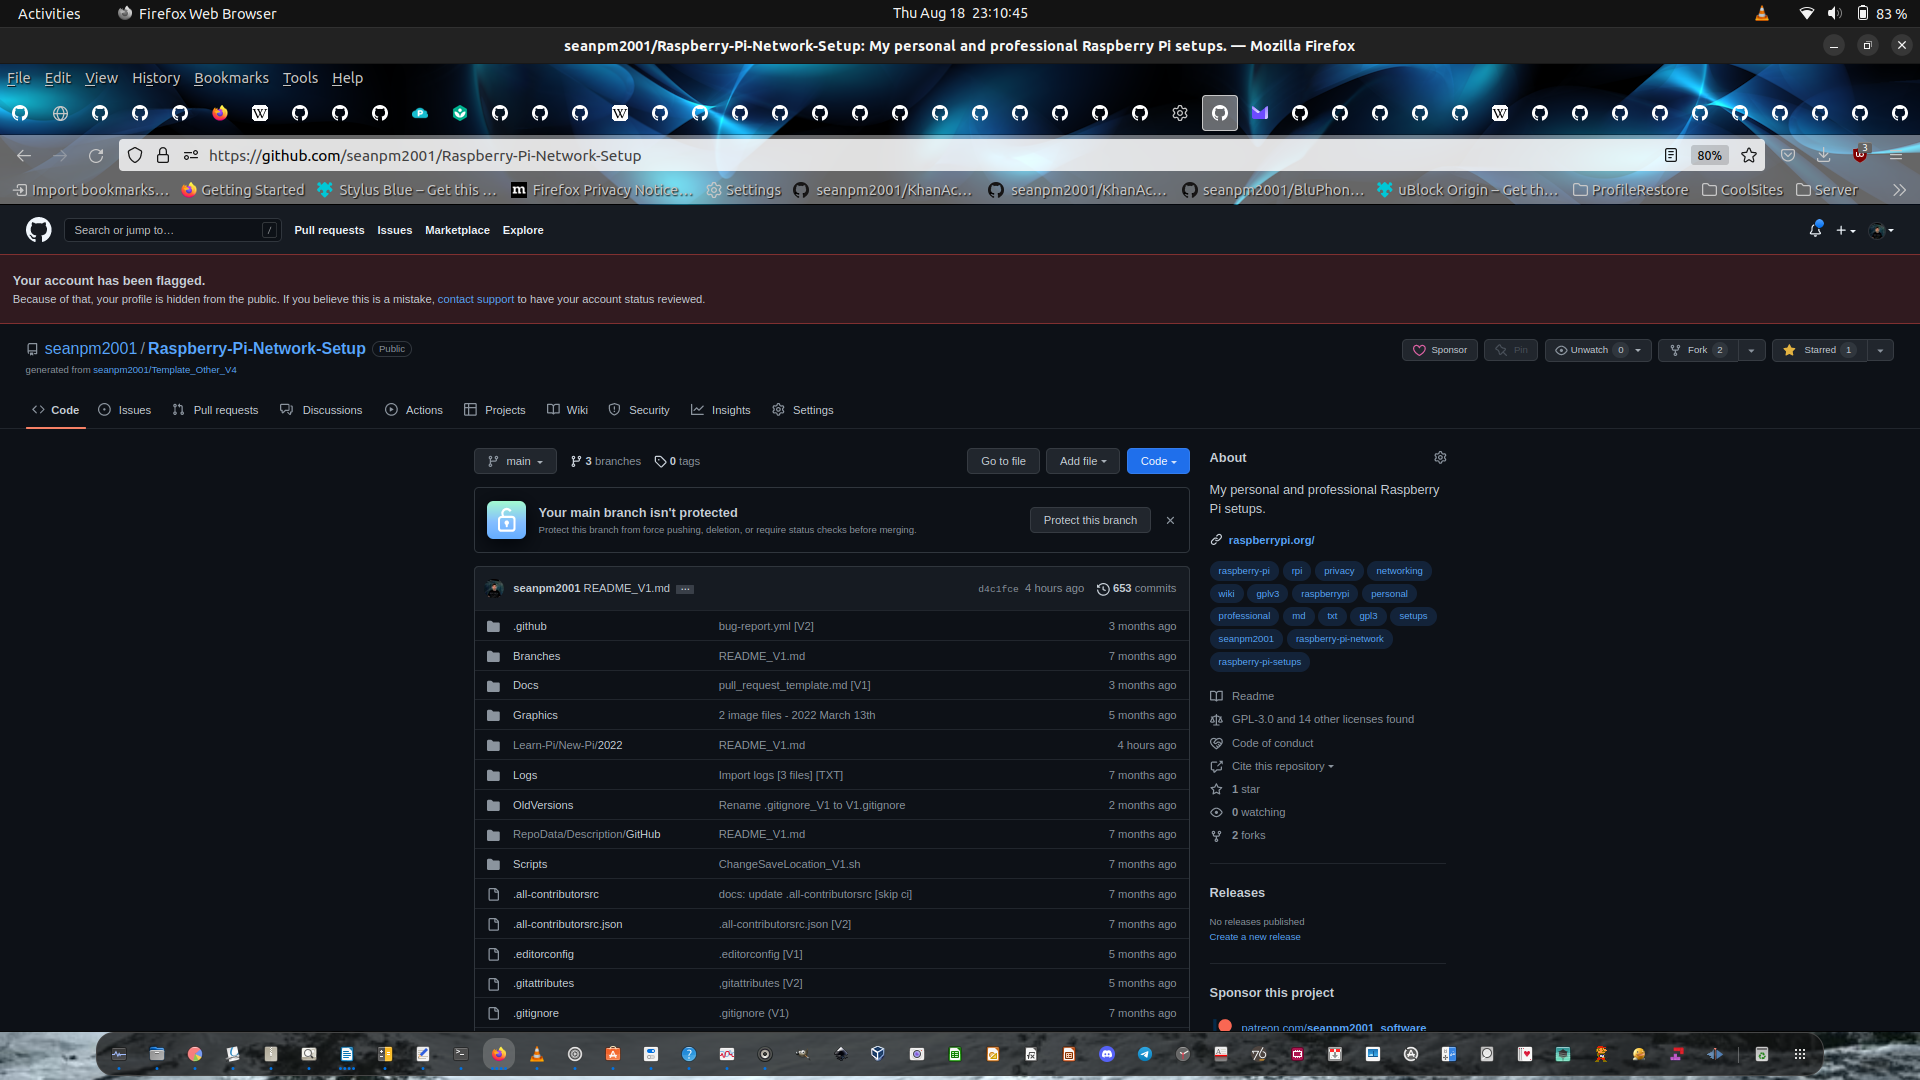 Activities Firefox Web Browser Thu Aug 18 23:10:45 83 %
seanpm2001/Raspberry-Pi-Network-Setup: My personal and professional Raspberry Pi setups. — Mozilla Firefox
File Edit View History Bookmarks Tools Help
https://github.com/seanpm2001/Raspberry-Pi-Network-Setup 80% 3
Import bookmarks… Getting Started Stylus Blue – Get this … Firefox Privacy Notice… Settings seanpm2001/KhanAc… seanpm2001/KhanAc… seanpm2001/BluPhon… uBlock Origin – Get th… ProfileRestore CoolSites Server
Search or jump to… / Pull requests Issues Marketplace Explore
Your account has been flagged.
Because of that, your profile is hidden from the public. If you believe this is a mistake, contact support to have your account status reviewed.
seanpm2001 / Raspberry-Pi-Network-Setup Public Sponsor Pin Unwatch 0 Fork 2 Starred 1
generated from seanpm2001/Template_Other_V4
Code Issues Pull requests Discussions Actions Projects Wiki Security Insights Settings
main 3 branches 0 tags Go to file Add file Code
Your main branch isn't protected
Protect this branch from force pushing, deletion, or require status checks before merging.
Protect this branch
seanpm2001 README_V1.md ... d4c1fce 4 hours ago 653 commits
.github bug-report.yml [V2] 3 months ago
Branches README_V1.md 7 months ago
Docs pull_request_template.md [V1] 3 months ago
Graphics 2 image files - 2022 March 13th 5 months ago
Learn-Pi/New-Pi/2022 README_V1.md 4 hours ago
Logs Import logs [3 files] [TXT] 7 months ago
OldVersions Rename .gitignore_V1 to V1.gitignore 2 months ago
RepoData/Description/GitHub README_V1.md 7 months ago
Scripts ChangeSaveLocation_V1.sh 7 months ago
.all-contributorsrc docs: update .all-contributorsrc [skip ci] 7 months ago
.all-contributorsrc.json .all-contributorsrc.json [V2] 7 months ago
.editorconfig .editorconfig [V1] 5 months ago
.gitattributes .gitattributes [V2] 5 months ago
.gitignore .gitignore (V1) 7 months ago
About
My personal and professional Raspberry
Pi setups.
raspberrypi.org/
raspberry-pi rpi privacy networking
wiki gplv3 raspberrypi personal
professional md txt gpl3 setups
seanpm2001 raspberry-pi-network
raspberry-pi-setups
Readme
GPL-3.0 and 14 other licenses found
Code of conduct
Cite this repository
1 star
0 watching
2 forks
Releases
No releases published
Create a new release
Sponsor this project
patreon.com/seanpm2001_software